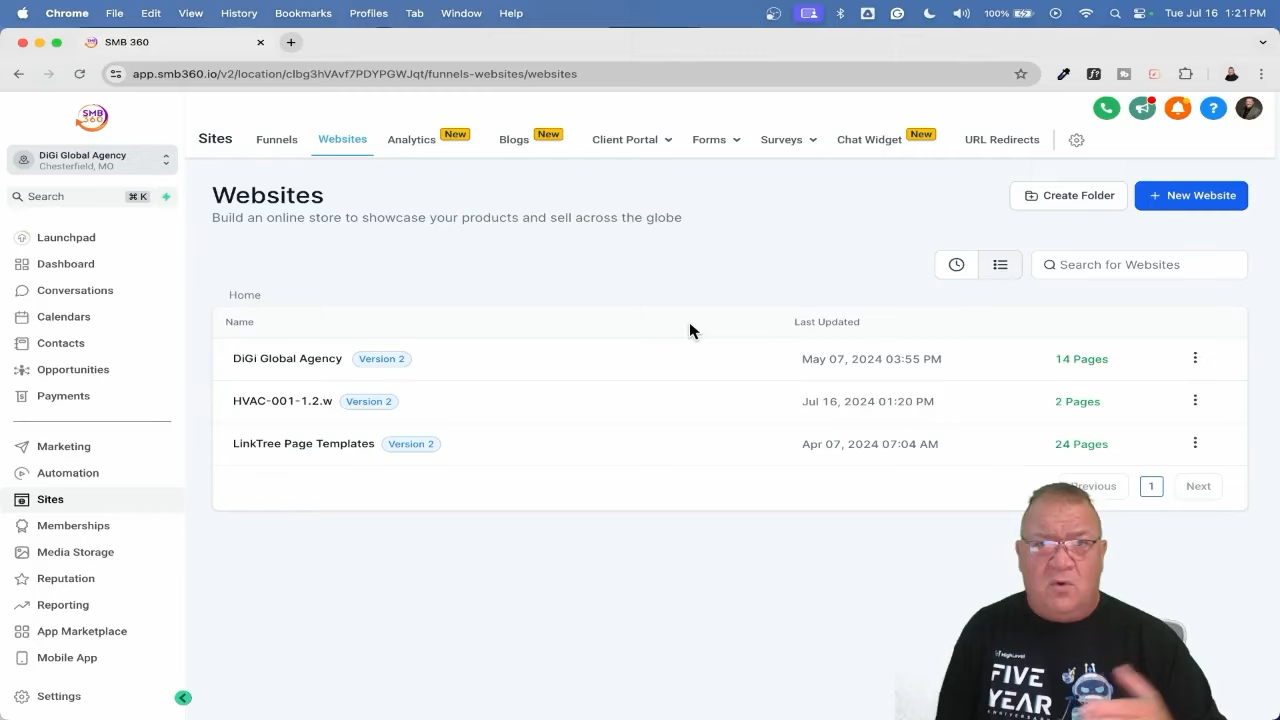 Chrome File Edit View History Bookmarks Profiles Tab Window Help 100% Tue Jul 16 1:21 PM
SMB 360
app.smb360.io/v2/location/cIbg3hVAvf7PDYPGWJqt/funnels-websites/websites
SMB
360
Sites Funnels Websites Analytics New Blogs New Client Portal Forms Surveys Chat Widget New URL Redirects
DiGi Global Agency
Chesterfield, MO
Search ⌘ K
Launchpad
Dashboard
Conversations
Calendars
Contacts
Opportunities
Payments
Marketing
Automation
Sites
Memberships
Media Storage
Reputation
Reporting
App Marketplace
Mobile App
Settings
Websites
Build an online store to showcase your products and sell across the globe
Create Folder
+ New Website
Search for Websites
Home
Name Last Updated
DiGi Global Agency Version 2 May 07, 2024 03:55 PM 14 Pages
HVAC-001-1.2.w Version 2 Jul 16, 2024 01:20 PM 2 Pages
LinkTree Page Templates Version 2 Apr 07, 2024 07:04 AM 24 Pages
Previous 1 Next
HighLevel
FIVE
YEAR
ANNIVERSARY